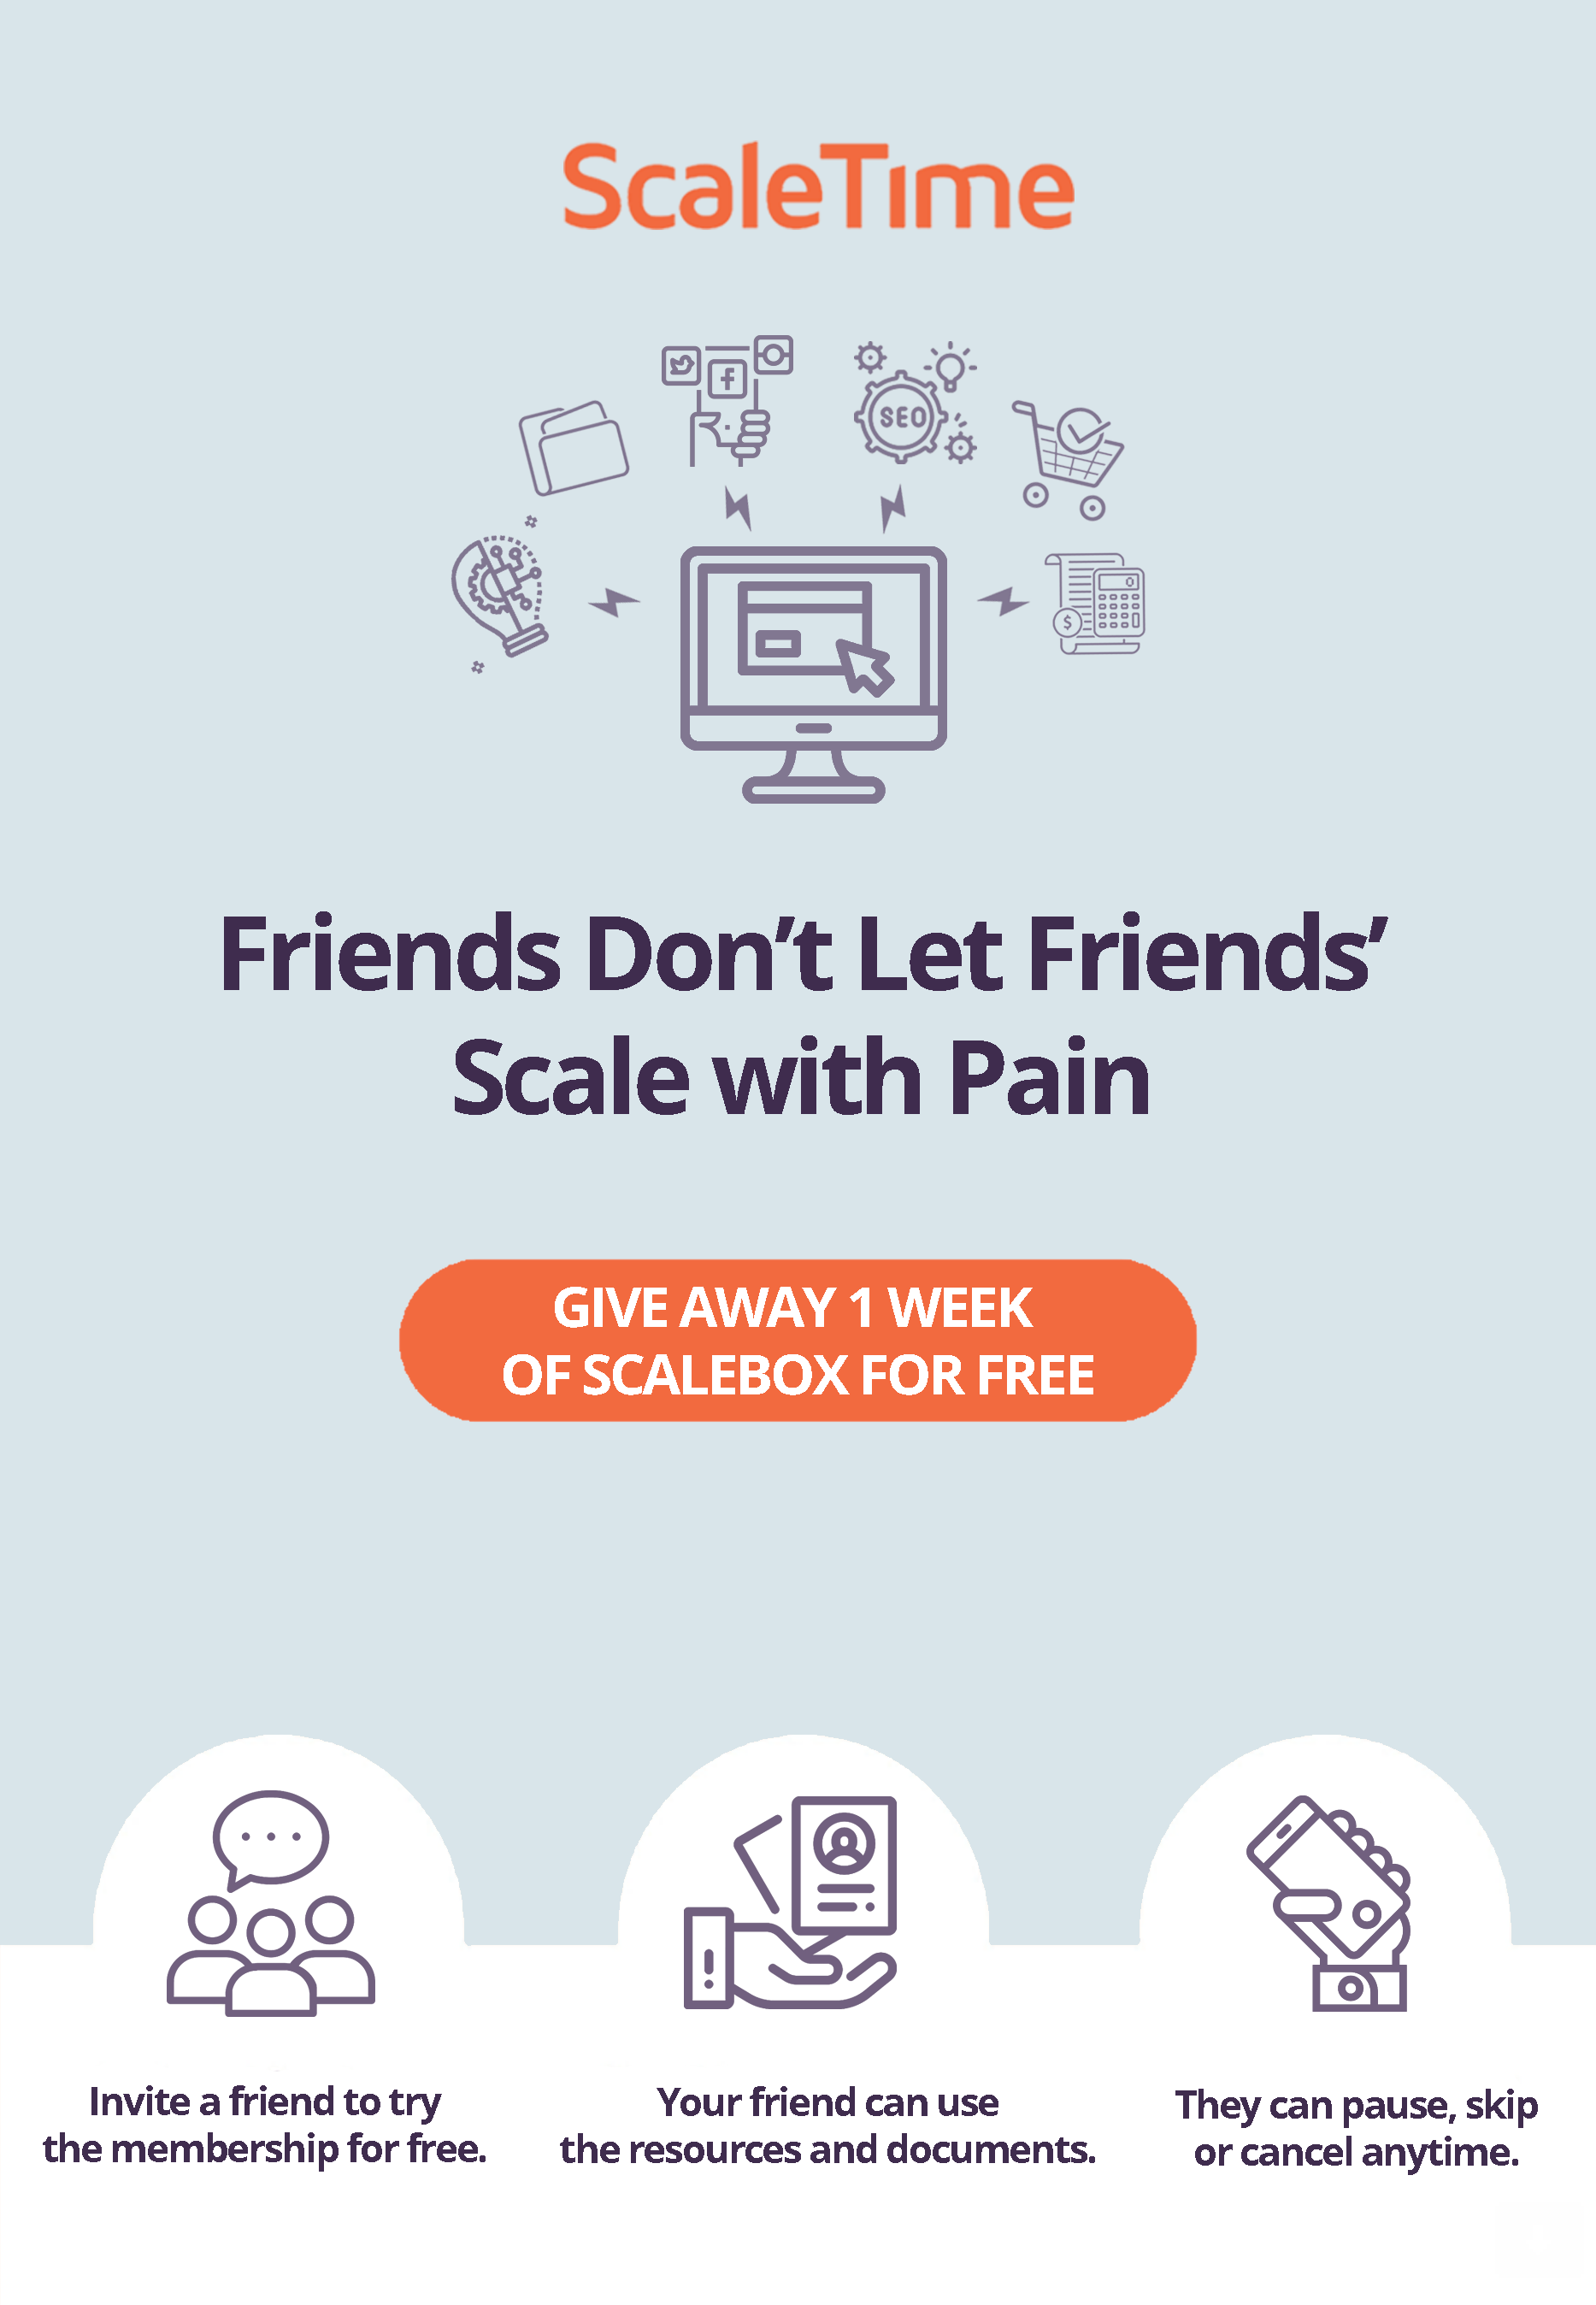 ScaleTime
SEO
Friends Don’t Let Friends’
Scale with Pain
GIVE AWAY 1 WEEK
OF SCALEBOX FOR FREE
Invite a friend to try
the membership for free.
Your friend can use
the resources and documents.
They can pause, skip
or cancel anytime.